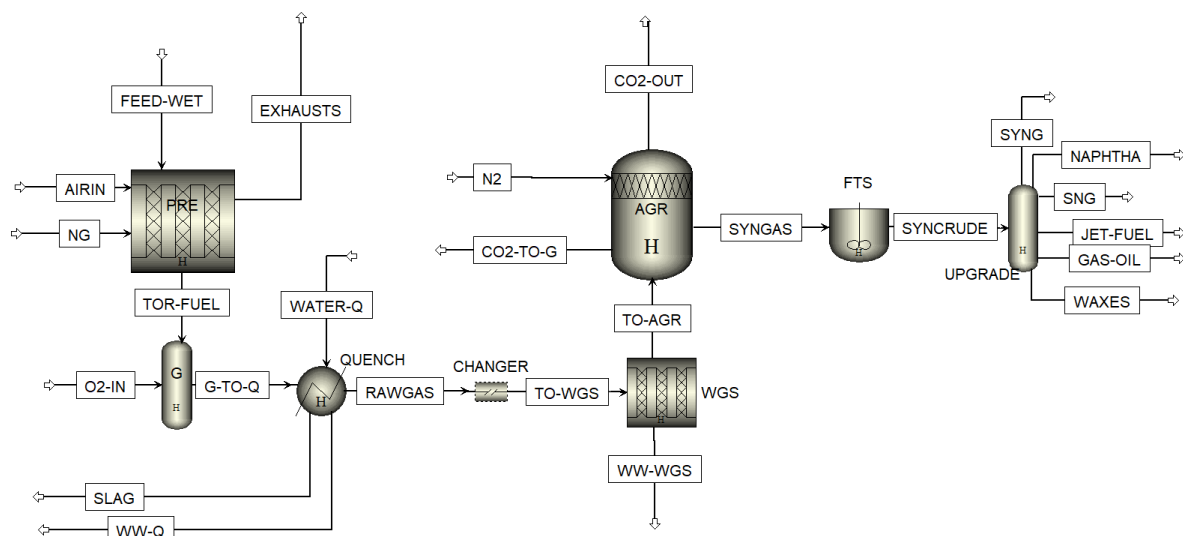 FEED-WET
EXHAUSTS
AIRIN
NG
PRE
H
TOR-FUEL
O2-IN
G
H
G-TO-Q
WATER-Q
QUENCH
H
RAWGAS
SLAG
WW-Q
CHANGER
TO-WGS
WGS
H
WW-WGS
TO-AGR
CO2-OUT
N2
AGR
H
CO2-TO-G
SYNGAS
FTS
H
SYNCRUDE
UPGRADE
H
SYNG
NAPHTHA
SNG
JET-FUEL
GAS-OIL
WAXES